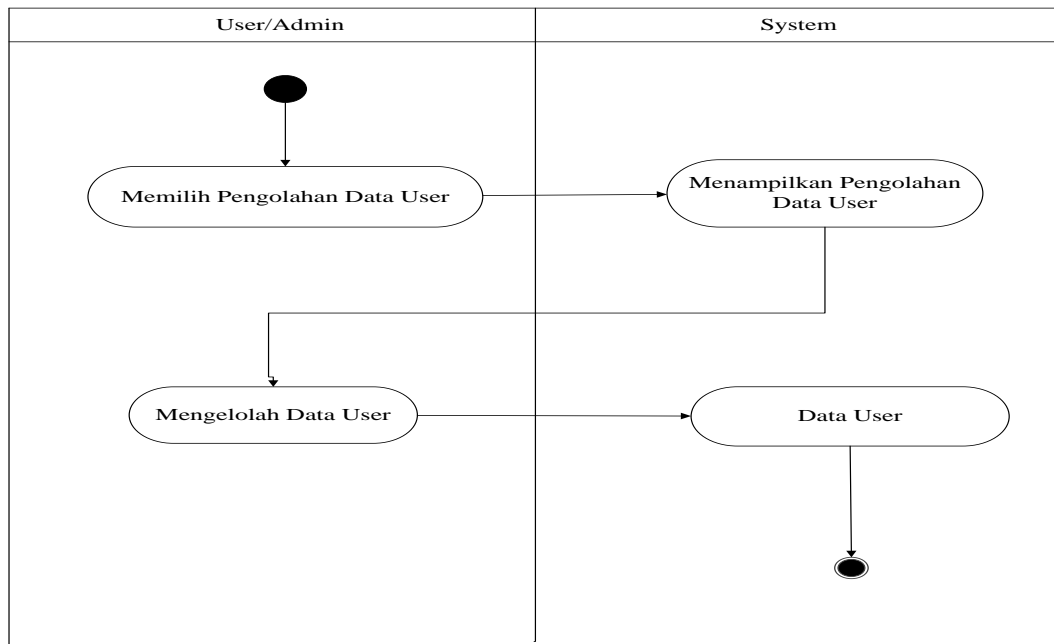 User/Admin
System
Memilih Pengolahan Data User
Menampilkan Pengolahan
Data User
Mengelolah Data User
Data User